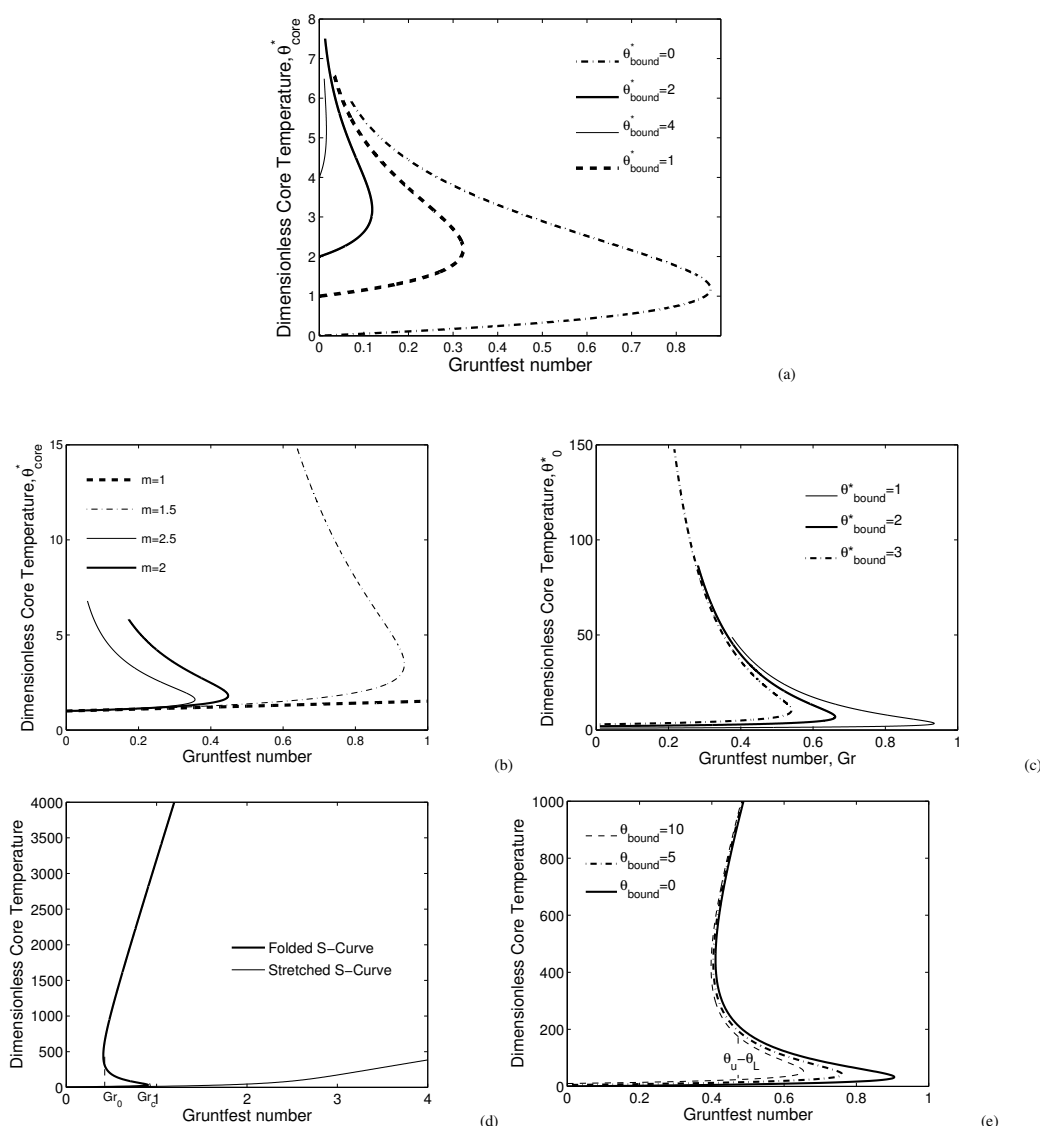 Dimensionless Core Temperature, θ*core
8
7
6
5
4
3
2
1
0
θ*bound=0
θ*bound=2
θ*bound=4
θ*bound=1
0 0.1 0.2 0.3 0.4 0.5 0.6 0.7 0.8
Gruntfest number
(a)
Dimensionless Core Temperature, θ*core
15
10
5
0
m=1
m=1.5
m=2.5
m=2
0 0.2 0.4 0.6 0.8 1
Gruntfest number
(b)
Dimensionless Core Temperature, θ*0
150
100
50
0
θ*bound=1
θ*bound=2
θ*bound=3
0 0.2 0.4 0.6 0.8 1
Gruntfest number, Gr
(c)
Dimensionless Core Temperature
4000
3500
3000
2500
2000
1500
1000
500
0
Folded S−Curve
Stretched S−Curve
0 Gr0 Grc 1 2 3 4
Gruntfest number
(d)
Dimensionless Core Temperature
1000
800
600
400
200
0
θbound=10
θbound=5
θbound=0
θu−θL
0 0.2 0.4 0.6 0.8 1
Gruntfest number
(e)